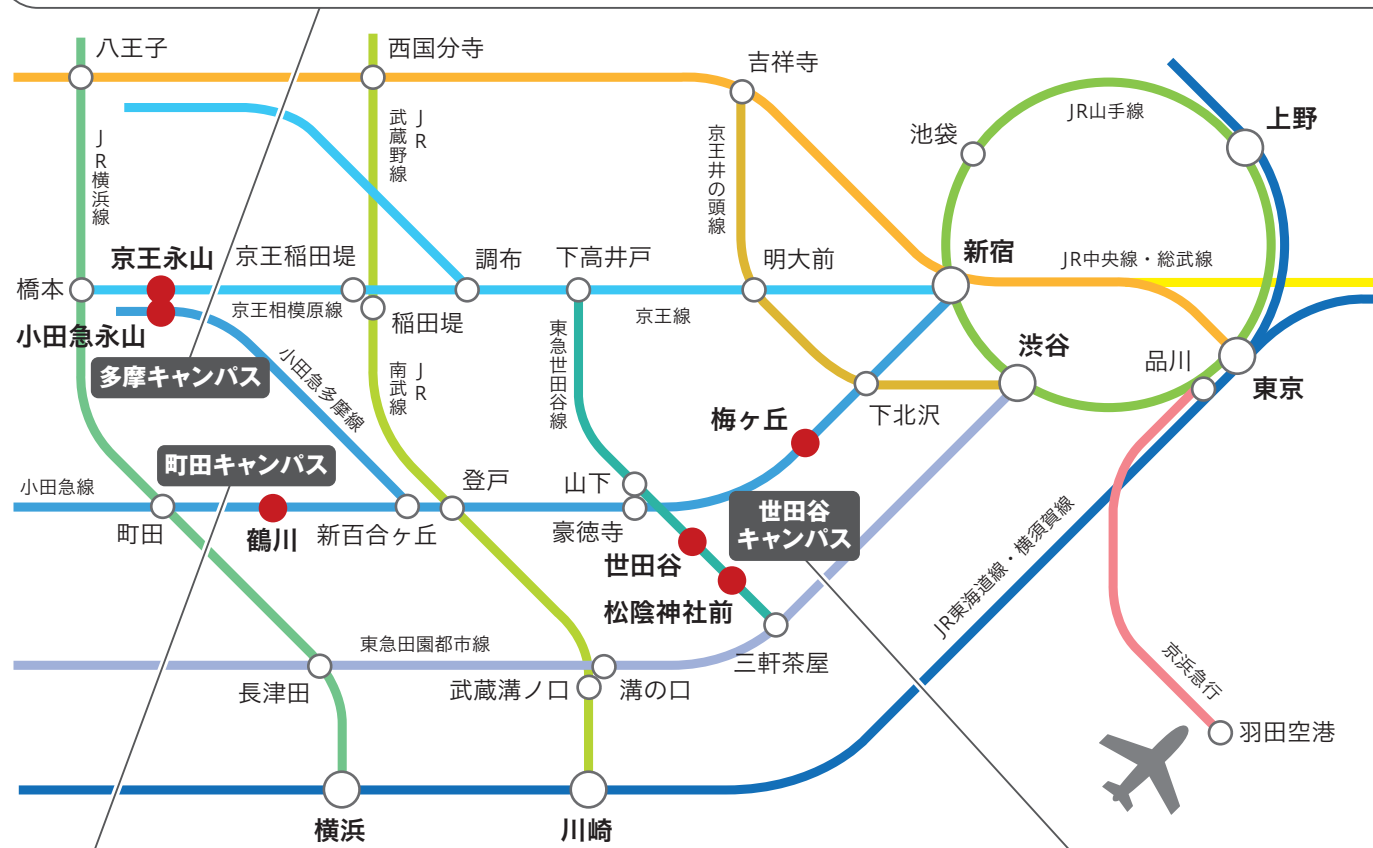 八王子
西国分寺
吉祥寺
JR山手線
上野
池袋
JR横浜線
JR
武蔵野線
京王井の頭線
京王永山
京王稲田堤
調布
下高井戸
明大前
新宿
JR中央線・総武線
橋本
京王相模原線
京王線
小田急永山
稲田堤
東急世田谷線
渋谷
品川
東京
多摩キャンパス
小田急多摩線
JR
南武線
梅ヶ丘
下北沢
町田キャンパス
小田急線
登戸
山下
世田谷
キャンパス
町田
鶴川
新百合ヶ丘
豪徳寺
世田谷
松陰神社前
JR東海道線・横須賀線
東急田園都市線
三軒茶屋
京浜急行
長津田
武蔵溝ノ口
溝の口
羽田空港
横浜
川崎